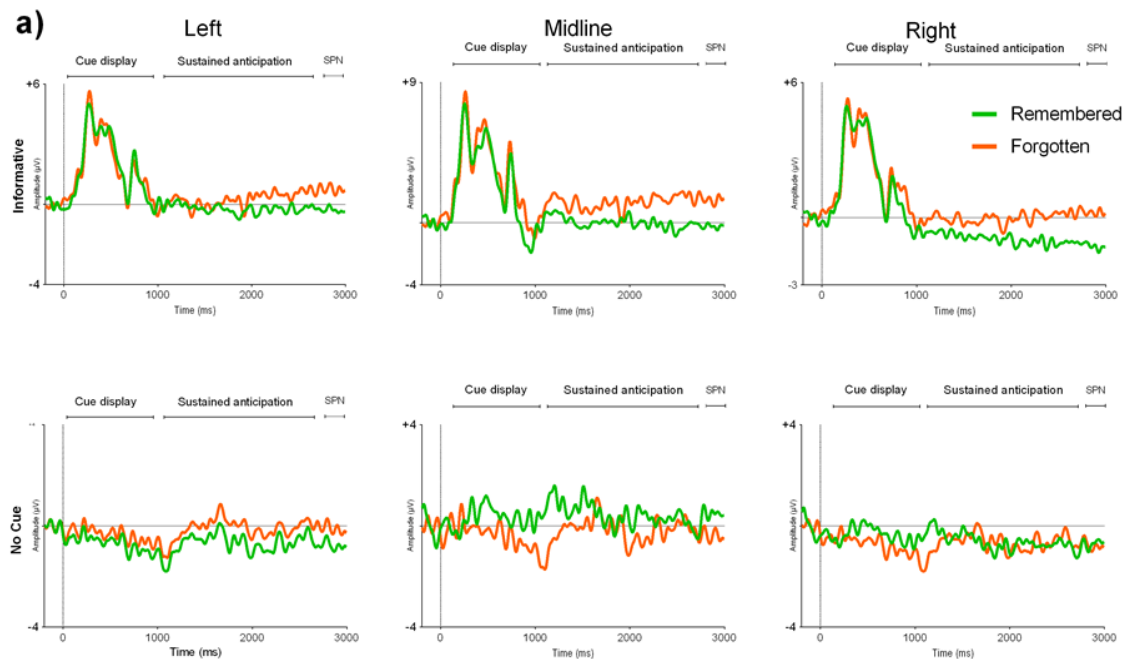 a)
Left
Midline
Right
Cue display
Sustained anticipation
SPN
Cue display
Sustained anticipation
SPN
Cue display
Sustained anticipation
SPN
Informative
Amplitude (µV)
+6
-4
0
1000
2000
3000
Time (ms)
Amplitude (µV)
+9
-4
0
1000
2000
3000
Time (ms)
Amplitude (µV)
+6
-3
0
1000
2000
3000
Time (ms)
Remembered
Forgotten
Cue display
Sustained anticipation
SPN
Cue display
Sustained anticipation
SPN
Cue display
Sustained anticipation
SPN
No Cue
Amplitude (µV)
-4
0
1000
2000
3000
Time (ms)
Amplitude (µV)
+4
-4
0
1000
2000
3000
Time (ms)
Amplitude (µV)
+4
-4
0
1000
2000
3000
Time (ms)